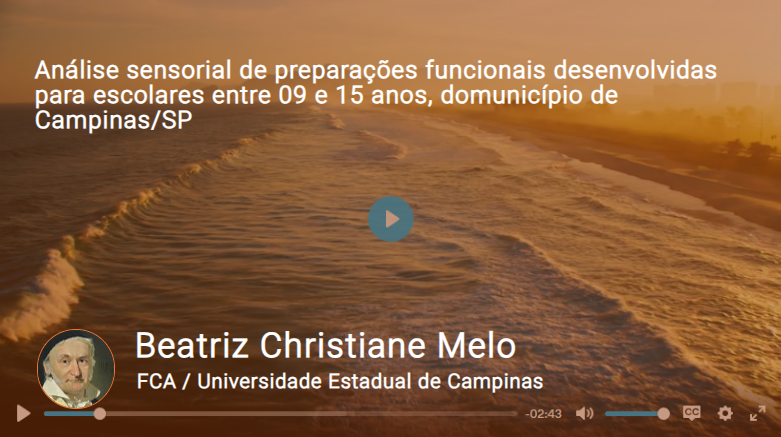 Análise sensorial de preparações funcionais desenvolvidas
para escolares entre 09 e 15 anos, domunicípio de
Campinas/SP
Beatriz Christiane Melo
FCA / Universidade Estadual de Campinas
-02:43
CC